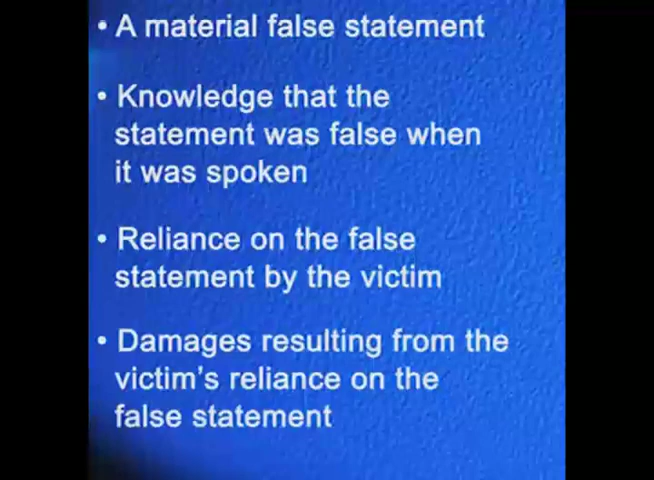 • A material false statement
• Knowledge that the
statement was false when
it was spoken
• Reliance on the false
statement by the victim
• Damages resulting from the
victim's reliance on the
false statement